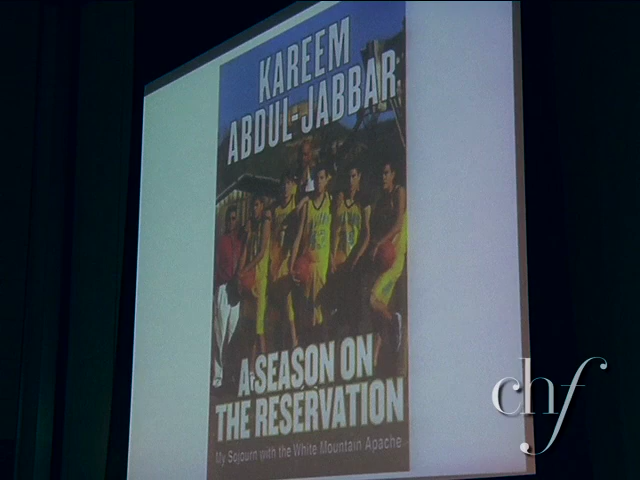 KAREEM
ABDUL-JABBAR
A SEASON ON
THE RESERVATION
My Sojourn with the White Mountain Apache
chf